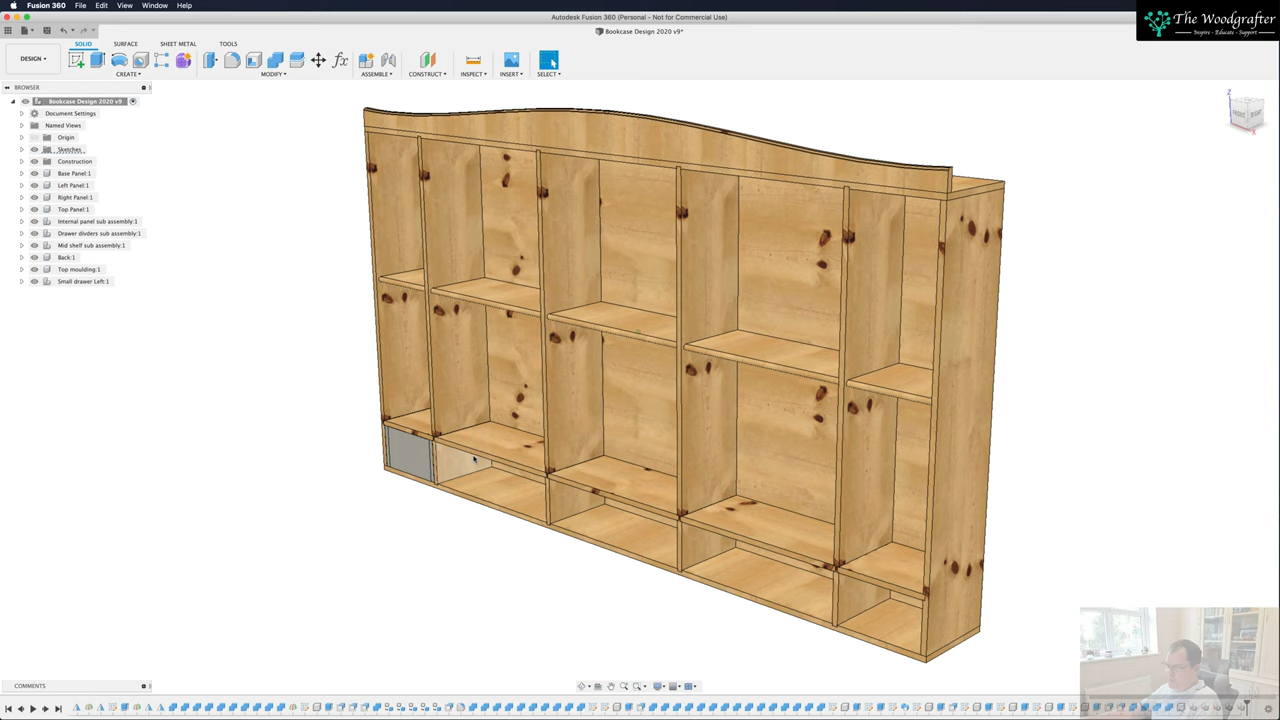 Fusion 360 File Edit View Window Help
Autodesk Fusion 360 (Personal - Not for Commercial Use)
The Woodgrafter
- Inspire - Educate - Support -
Bookcase Design 2020 v9*
SOLID SURFACE SHEET METAL TOOLS
DESIGN
CREATE MODIFY ASSEMBLE CONSTRUCT INSPECT INSERT SELECT
BROWSER
Bookcase Design 2020 v9
Document Settings
Named Views
Origin
Sketches
Construction
Base Panel:1
Left Panel:1
Right Panel:1
Top Panel:1
Internal panel sub assembly:1
Drawer divders sub assembly:1
Mid shelf sub assembly:1
Back:1
Top moulding:1
Small drawer Left:1
Z
FRONT RIGHT
X
COMMENTS